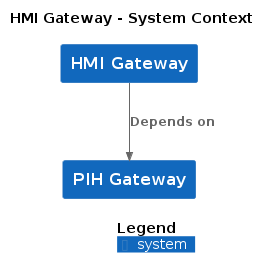 HMI Gateway - System Context
HMI Gateway
Depends on
PIH Gateway
Legend
system